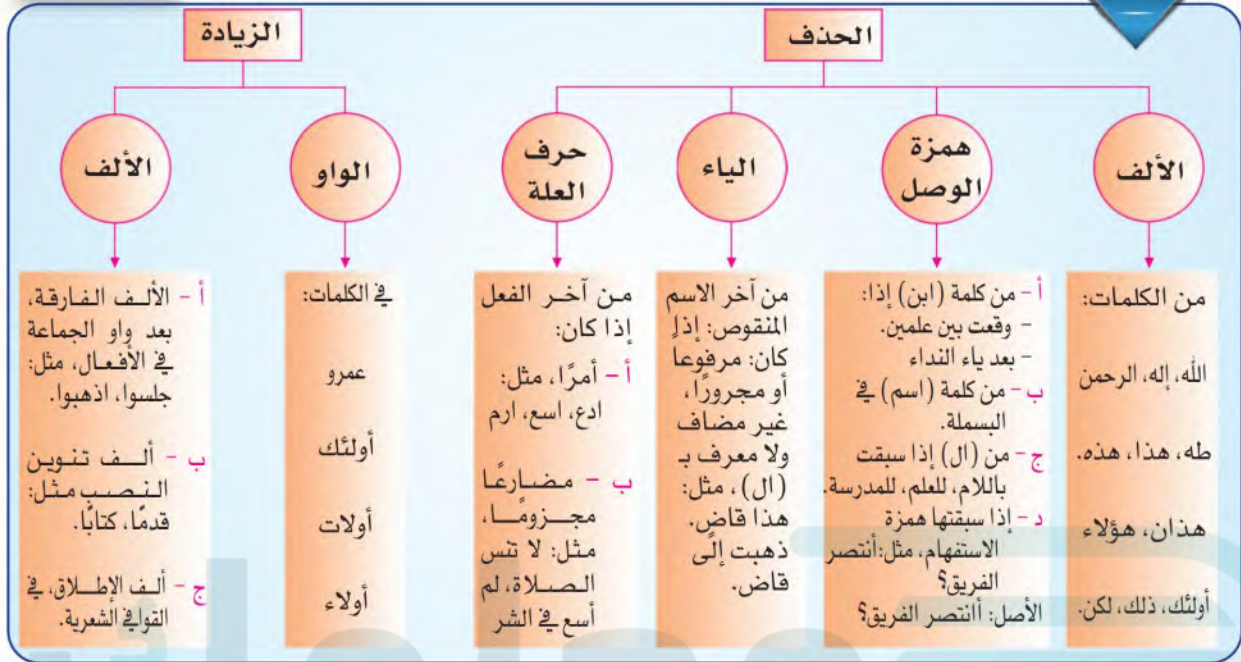 الحذف
الزيادة
الألف
همزة
الوصل
الياء
حرف
العلة
الواو
الألف
من الكلمات:
الله، إله، الرحمن
طه، هذا، هذه.
هذان، هؤلاء
أولئك، ذلك، لكن.
أ - من كلمة (ابن) إذا:
- وقعت بين علمين.
- بعد ياء النداء
ب - من كلمة (اسم) في
البسملة.
ج - من (ال) إذا سبقت
باللام، للعلم، للمدرسة.
د - إذا سبقتها همزة
الاستفهام، مثل: أنتصر
الفريق؟
الأصل: أانتصر الفريق؟
من آخر الاسم
المنقوص: إذا
كان: مرفوعا
أو مجرورًا،
غير مضاف
ولا معرف بـ
(ال)، مثل:
هذا قاضٍ.
ذهبت إلى
قاض.
من آخر الفعل
إذا كان:
أ - أمرًا، مثل:
ادع، اسع، ارم
ب - مضارعًا
مجزومًا،
مثل: لا تنس
الصلاة، لم
أسع في الشر
في الكلمات:
عمرو
أولئك
أولات
أولاء
أ - الألف الفارقة،
بعد واو الجماعة
في الأفعال، مثل:
جلسوا، اذهبوا.
ب - ألف تنوين
النصب مثل:
قدمًا، كتابًا.
ج - ألف الإطلاق، في
القوافي الشعرية.